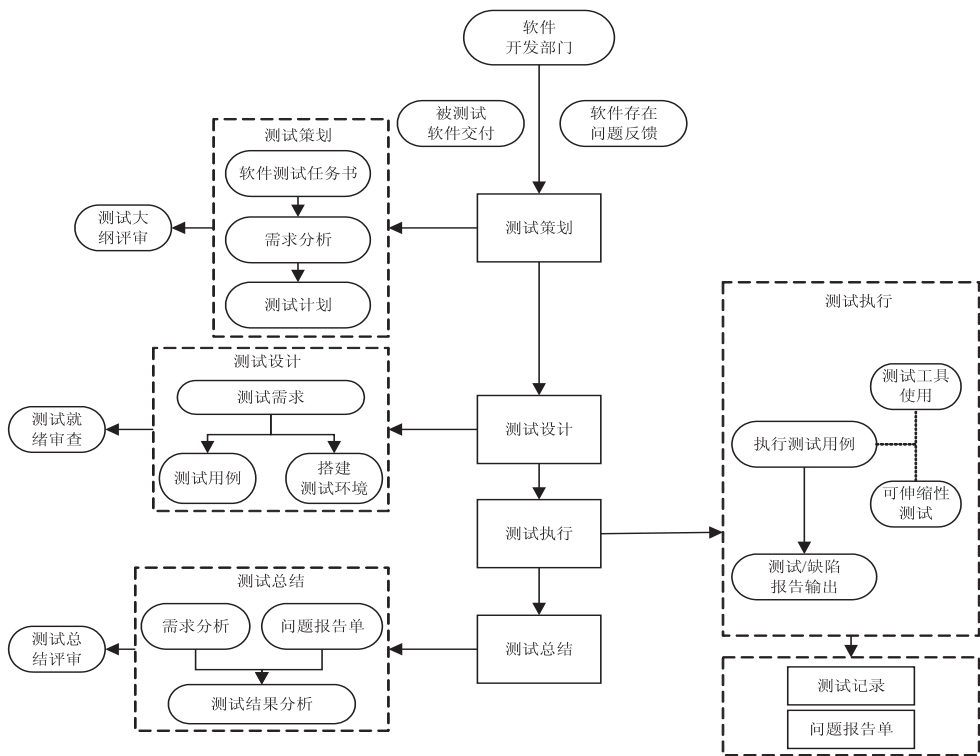 软件
开发部门
被测试
软件交付
软件存在
问题反馈
测试策划
软件测试任务书
需求分析
测试计划
测试大
纲评审
测试策划
测试设计
测试需求
测试用例
搭建
测试环境
测试就
绪审查
测试设计
测试执行
测试执行
测试工具
使用
执行测试用例
可伸缩性
测试
测试/缺陷
报告输出
测试总结
需求分析
问题报告单
测试结果分析
测试总
结评审
测试总结
测试记录
问题报告单